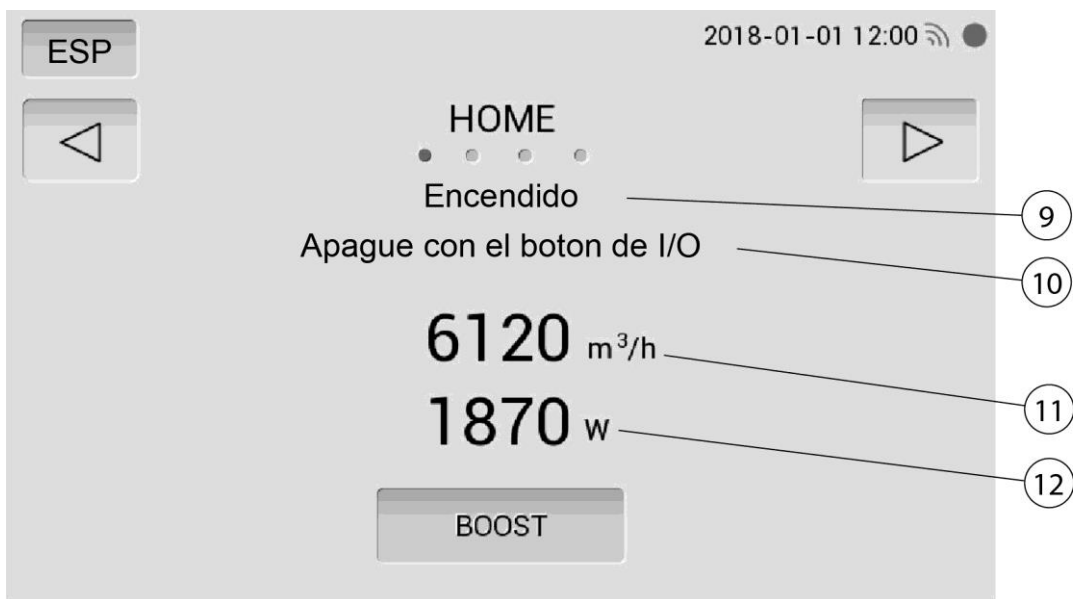 ESP
2018-01-01 12:00
HOME
Encendido
9
Apague con el boton de I/O
10
6120 m³/h
11
1870 W
12
BOOST